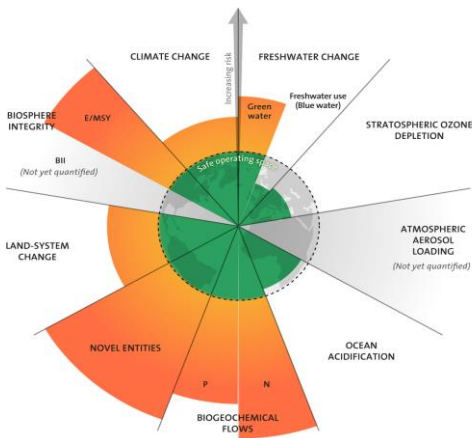 CLIMATE CHANGE
FRESHWATER CHANGE
Increasing risk
Freshwater use
(Blue water)
Green
water
E/MSY
BIOSPHERE
INTEGRITY
STRATOSPHERIC OZONE
DEPLETION
Safe operating space
BII
(Not yet quantified)
LAND-SYSTEM
CHANGE
ATMOSPHERIC
AEROSOL
LOADING
(Not yet quantified)
NOVEL ENTITIES
OCEAN
ACIDIFICATION
P
N
BIOGEOCHEMICAL
FLOWS